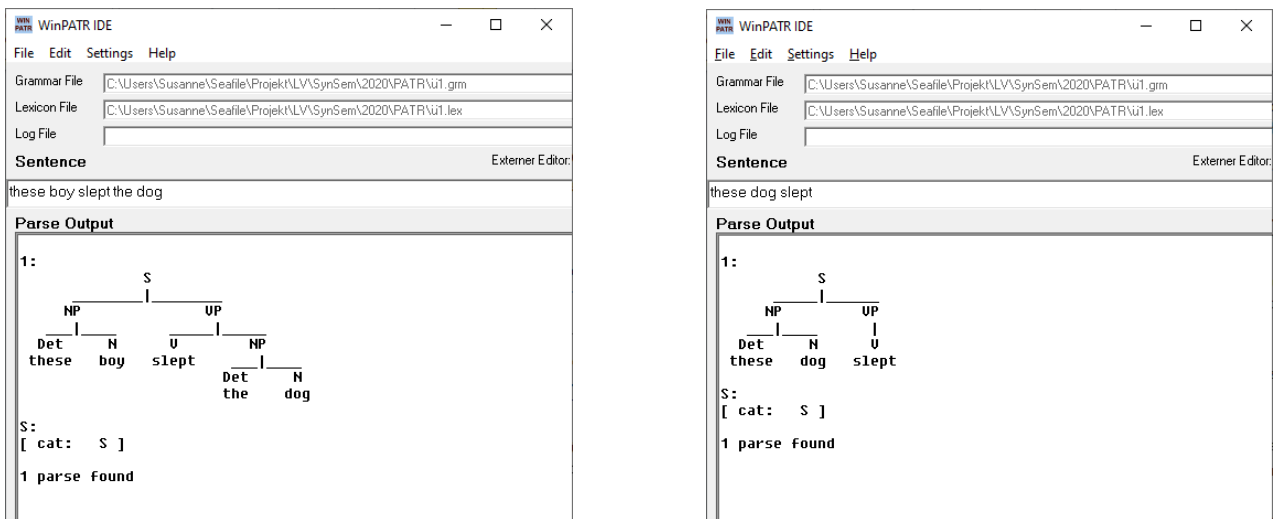 WIN PATR WinPATR IDE
File Edit Settings Help
Grammar File C:\Users\Susanne\Seafile\Projekt\LV\SynSem\2020\PATR\ü1.grm
Lexicon File C:\Users\Susanne\Seafile\Projekt\LV\SynSem\2020\PATR\ü1.lex
Log File
Sentence Externer Editor:
these boy slept the dog
Parse Output
1:
S
NP VP
Det N V NP
these boy slept
Det N
the dog
S:
[ cat: S ]
1 parse found
WIN PATR WinPATR IDE
File Edit Settings Help
Grammar File C:\Users\Susanne\Seafile\Projekt\LV\SynSem\2020\PATR\ü1.grm
Lexicon File C:\Users\Susanne\Seafile\Projekt\LV\SynSem\2020\PATR\ü1.lex
Log File
Sentence Externer Editor:
these dog slept
Parse Output
1:
S
NP VP
Det N V
these dog slept
S:
[ cat: S ]
1 parse found